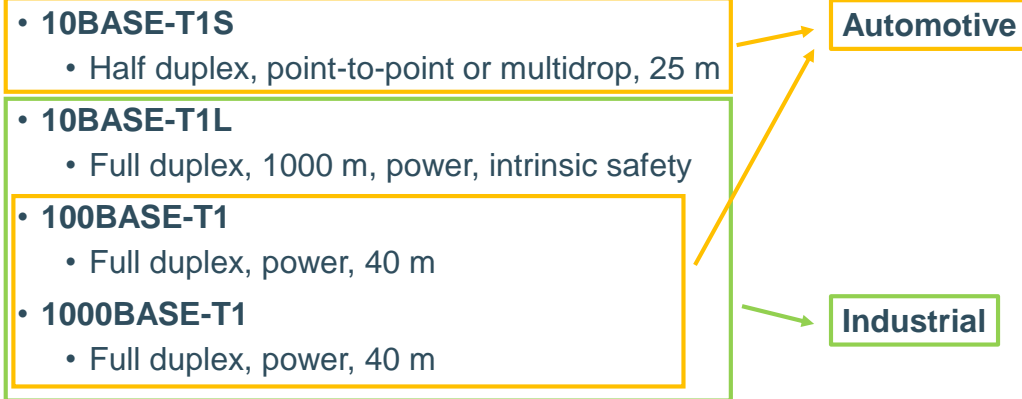 • 10BASE-T1S
• Half duplex, point-to-point or multidrop, 25 m
• 10BASE-T1L
• Full duplex, 1000 m, power, intrinsic safety
• 100BASE-T1
• Full duplex, power, 40 m
• 1000BASE-T1
• Full duplex, power, 40 m
Automotive
Industrial